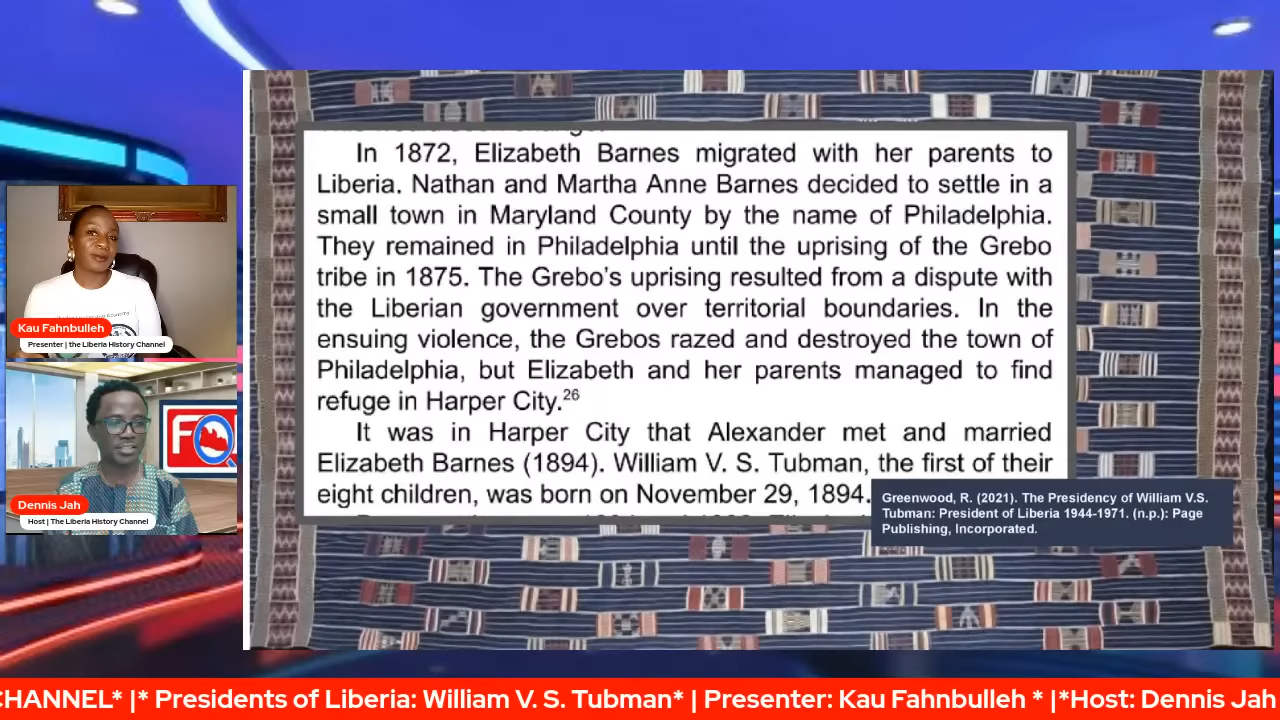 In 1872, Elizabeth Barnes migrated with her parents to
Liberia. Nathan and Martha Anne Barnes decided to settle in a
small town in Maryland County by the name of Philadelphia.
They remained in Philadelphia until the uprising of the Grebo
tribe in 1875. The Grebo's uprising resulted from a dispute with
the Liberian government over territorial boundaries. In the
ensuing violence, the Grebos razed and destroyed the town of
Philadelphia, but Elizabeth and her parents managed to find
refuge in Harper City.26
It was in Harper City that Alexander met and married
Elizabeth Barnes (1894). William V. S. Tubman, the first of their
eight children, was born on November 29, 1894.
Greenwood, R. (2021). The Presidency of William V.S.
Tubman: President of Liberia 1944-1971. (n.p.): Page
Publishing, Incorporated.
Kau Fahnbulleh
Presenter | the Liberia History Channel
FQ
Dennis Jah
Host | The Liberia History Channel
CHANNEL* |* Presidents of Liberia: William V. S. Tubman* | Presenter: Kau Fahnbulleh * |*Host: Dennis Jah